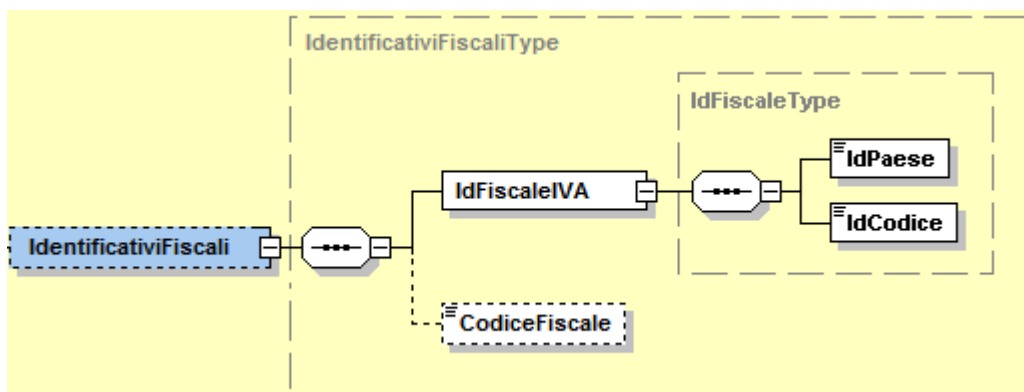 IdentificativiFiscaliType
IdFiscaleType
IdPaese
IdFiscaleIVA
IdCodice
IdentificativiFiscali
CodiceFiscale